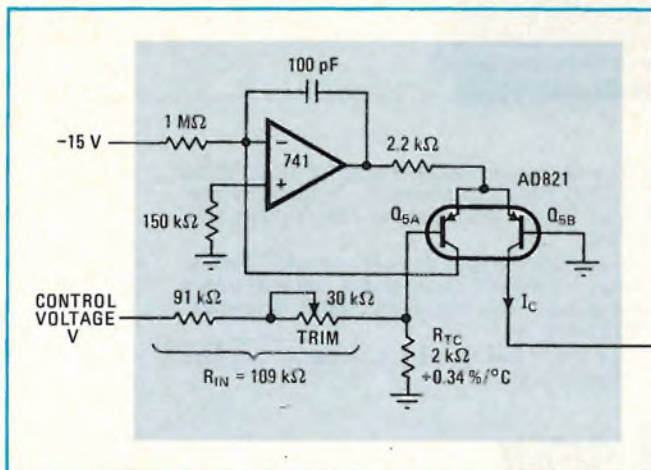 100 pF
1 MΩ
−15 V
−
741
+
2.2 kΩ
AD821
Q5A
Q5B
150 kΩ
CONTROL
VOLTAGE
V
91 kΩ
30 kΩ
TRIM
IC
RTC
2 kΩ
+0.34 %/°C
RIN = 109 kΩ